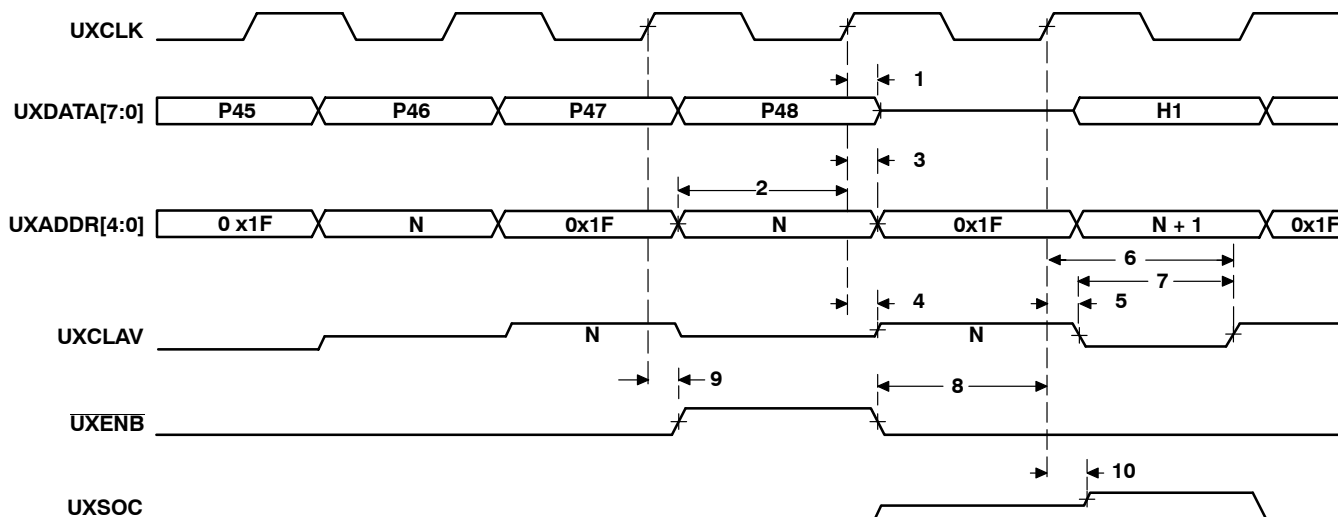 UXCLK
1
UXDATA[7:0] P45 P46 P47 P48 H1
3
2
UXADDR[4:0] 0 x1F N 0x1F N 0x1F N + 1 0x1F
6
7
4 5
UXCLAV N N
9 8
UXENB
10
UXSOC